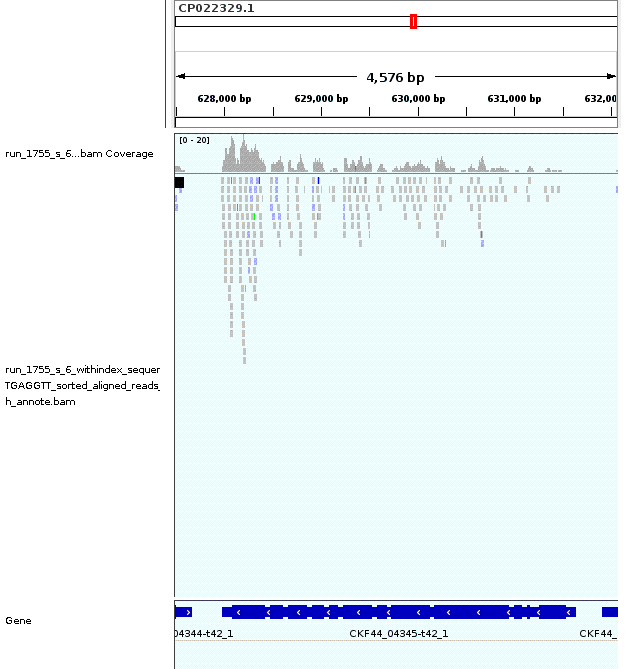 CP022329.1
4,576 bp
628,000 bp 629,000 bp 630,000 bp 631,000 bp 632,00
[0 - 20]
run_1755_s_6...bam Coverage
run_1755_s_6_withindex_sequer
TGAGGTT_sorted_aligned_reads_
h_annote.bam
Gene
04344-t42_1 CKF44_04345-t42_1 CKF44_